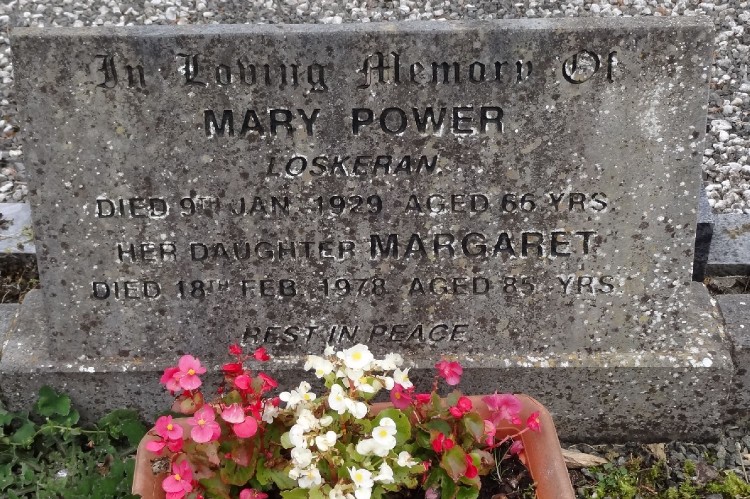 In Loving Memory Of
MARY POWER
LOSKERAN.
DIED 9TH JAN. 1929 AGED 66 YRS.
HER DAUGHTER MARGARET
DIED 18TH FEB. 1978 AGED 85 YRS.
REST IN PEACE